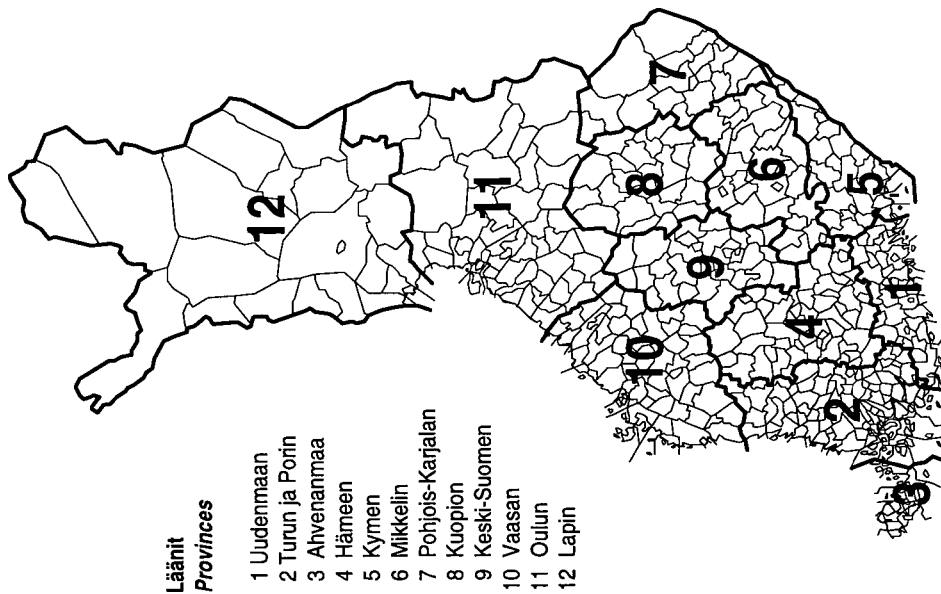 Läänit
Provinces
1 Uudenmaan
2 Turun ja Porin
3 Ahvenanmaa
4 Hämeen
5 Kymen
6 Mikkelin
7 Pohjois-Karjalan
8 Kuopion
9 Keski-Suomen
10 Vaasan
11 Oulun
12 Lapin
12
11
10
9
8
7
6
5
4
2
1
3